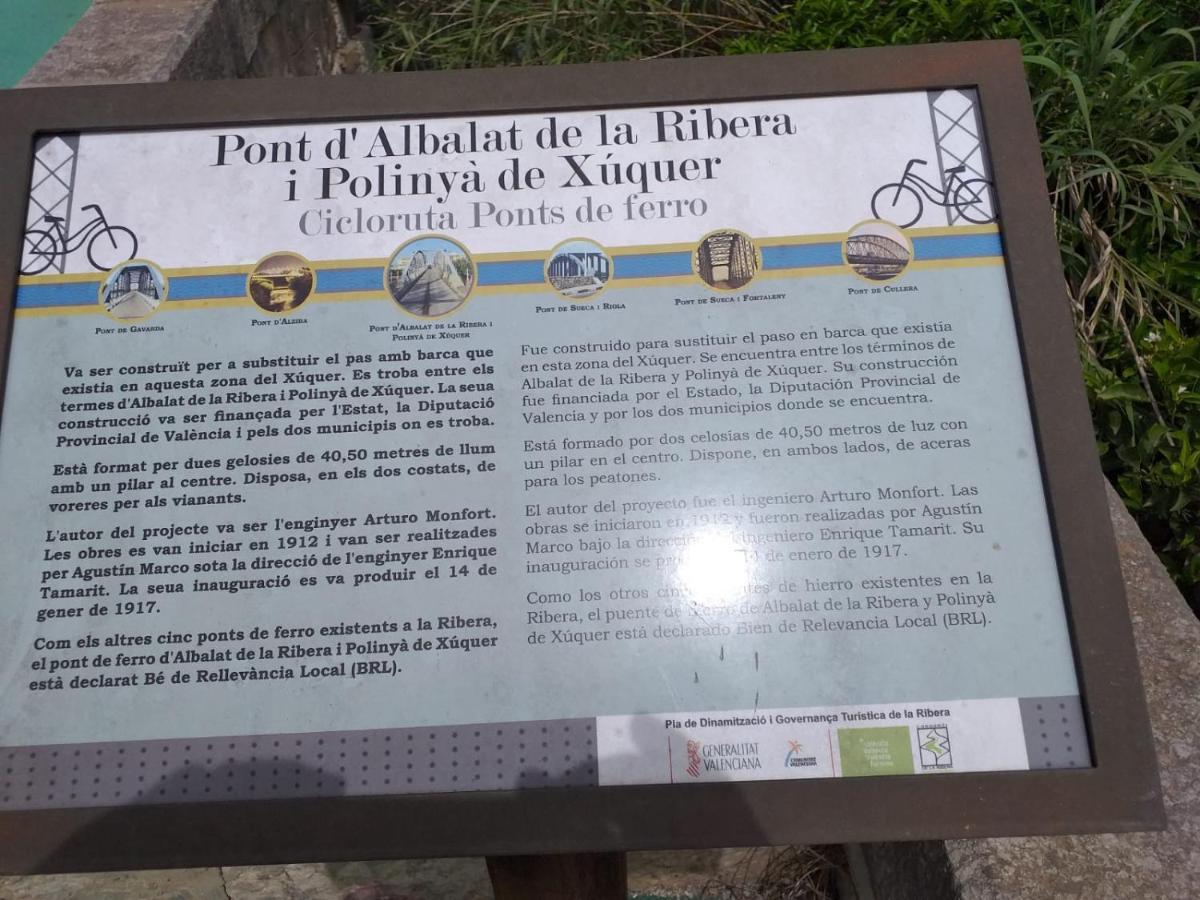 Pont d'Albalat de la Ribera
i Polinyà de Xúquer
Cicloruta Ponts de ferro
Pont de Gavarda
Pont d'Alzira
Pont d'Albalat de la Ribera i
Polinyà de Xúquer
Pont de Sueca i Riola
Pont de Sueca i Fortaleny
Pont de Cullera
Va ser construït per a substituir el pas amb barca que
existia en aquesta zona del Xúquer. Es troba entre els
termes d'Albalat de la Ribera i Polinyà de Xúquer. La seua
construcció va ser finançada per l'Estat, la Diputació
Provincial de València i pels dos municipis on es troba.
Està format per dues gelosies de 40,50 metres de llum
amb un pilar al centre. Disposa, en els dos costats, de
voreres per als vianants.
L'autor del projecte va ser l'enginyer Arturo Monfort.
Les obres es van iniciar en 1912 i van ser realitzades
per Agustín Marco sota la direcció de l'enginyer Enrique
Tamarit. La seua inauguració es va produir el 14 de
gener de 1917.
Com els altres cinc ponts de ferro existents a la Ribera,
el pont de ferro d'Albalat de la Ribera i Polinyà de Xúquer
està declarat Bé de Rellevància Local (BRL).
Fue construido para sustituir el paso en barca que existía
en esta zona del Xúquer. Se encuentra entre los términos de
Albalat de la Ribera y Polinyà de Xúquer. Su construcción
fue financiada por el Estado, la Diputación Provincial de
Valencia y por los dos municipios donde se encuentra.
Está formado por dos celosías de 40,50 metros de luz con
un pilar en el centro. Dispone, en ambos lados, de aceras
para los peatones.
El autor del proyecto fue el ingeniero Arturo Monfort. Las
obras se iniciaron en 1912 y fueron realizadas por Agustín
Marco bajo la ingeniero Enrique Tamarit. Su
inauguración se de enero de 1917.
Como los otros de hierro existentes en la
Ribera, el puente de de Albalat de la Ribera y Polinyà
de Xúquer está declarado Bien de Relevancia Local (BRL).
Pla de Dinamització i Governança Turística de la Ribera
GENERALITAT
VALENCIANA
COMUNITAT
VALENCIANA